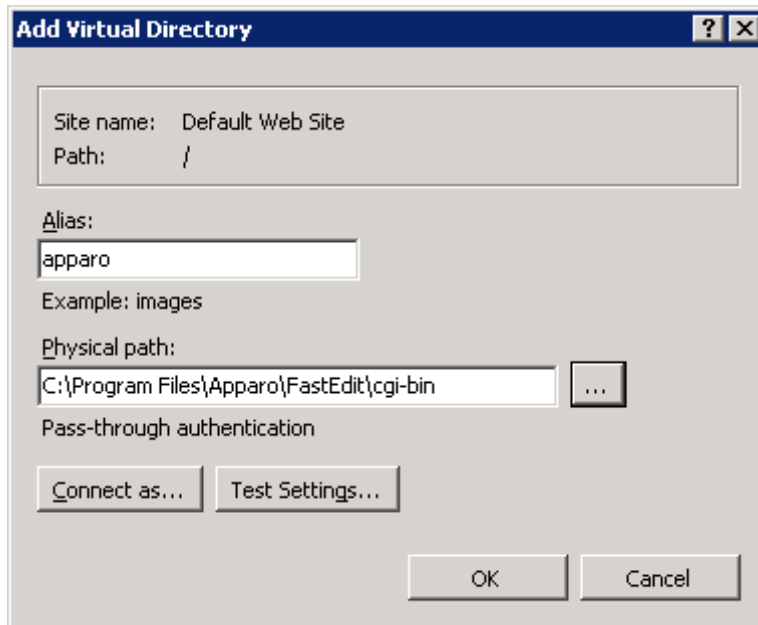 Add Virtual Directory
Site name: Default Web Site
Path: /
Alias:
apparo
Example: images
Physical path:
C:\Program Files\Apparo\FastEdit\cgi-bin
...
Pass-through authentication
Connect as... Test Settings...
OK Cancel